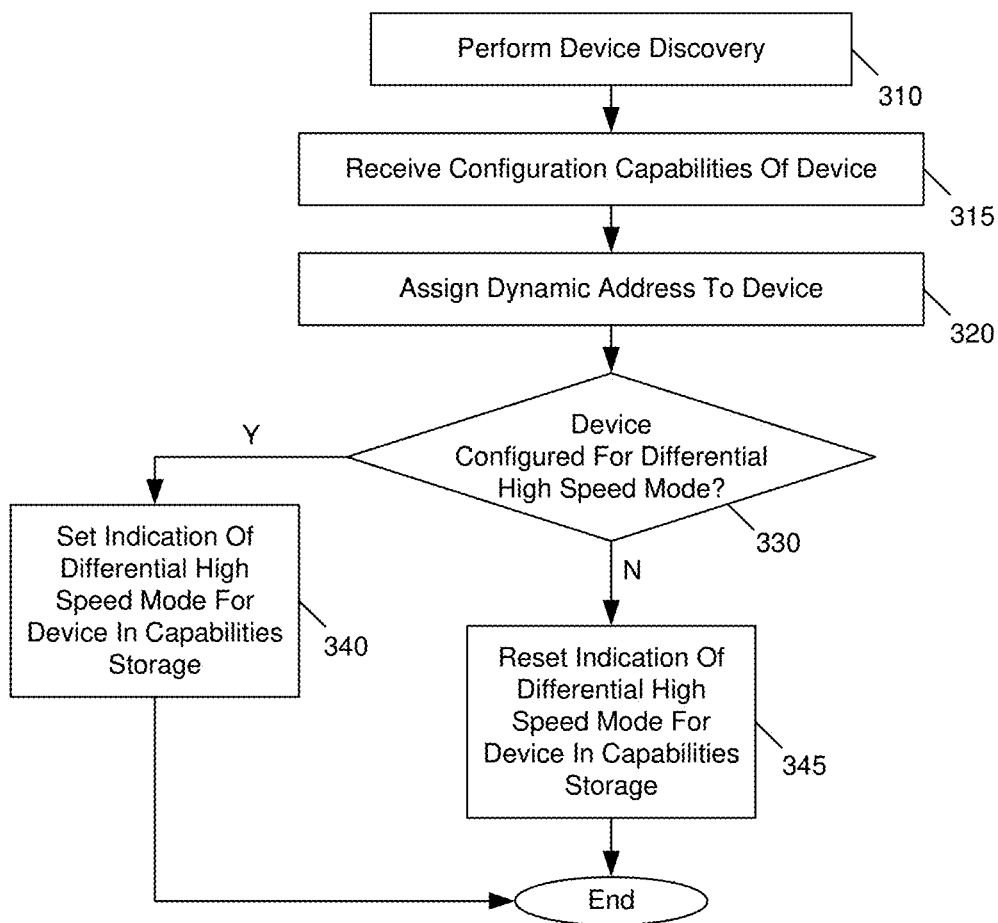 Perform Device Discovery
310
Receive Configuration Capabilities Of Device
315
Assign Dynamic Address To Device
320
Device
Configured For Differential
High Speed Mode?
330
Y
N
Set Indication Of
Differential High
Speed Mode For
Device In Capabilities
Storage
340
Reset Indication Of
Differential High
Speed Mode For
Device In Capabilities
Storage
345
End